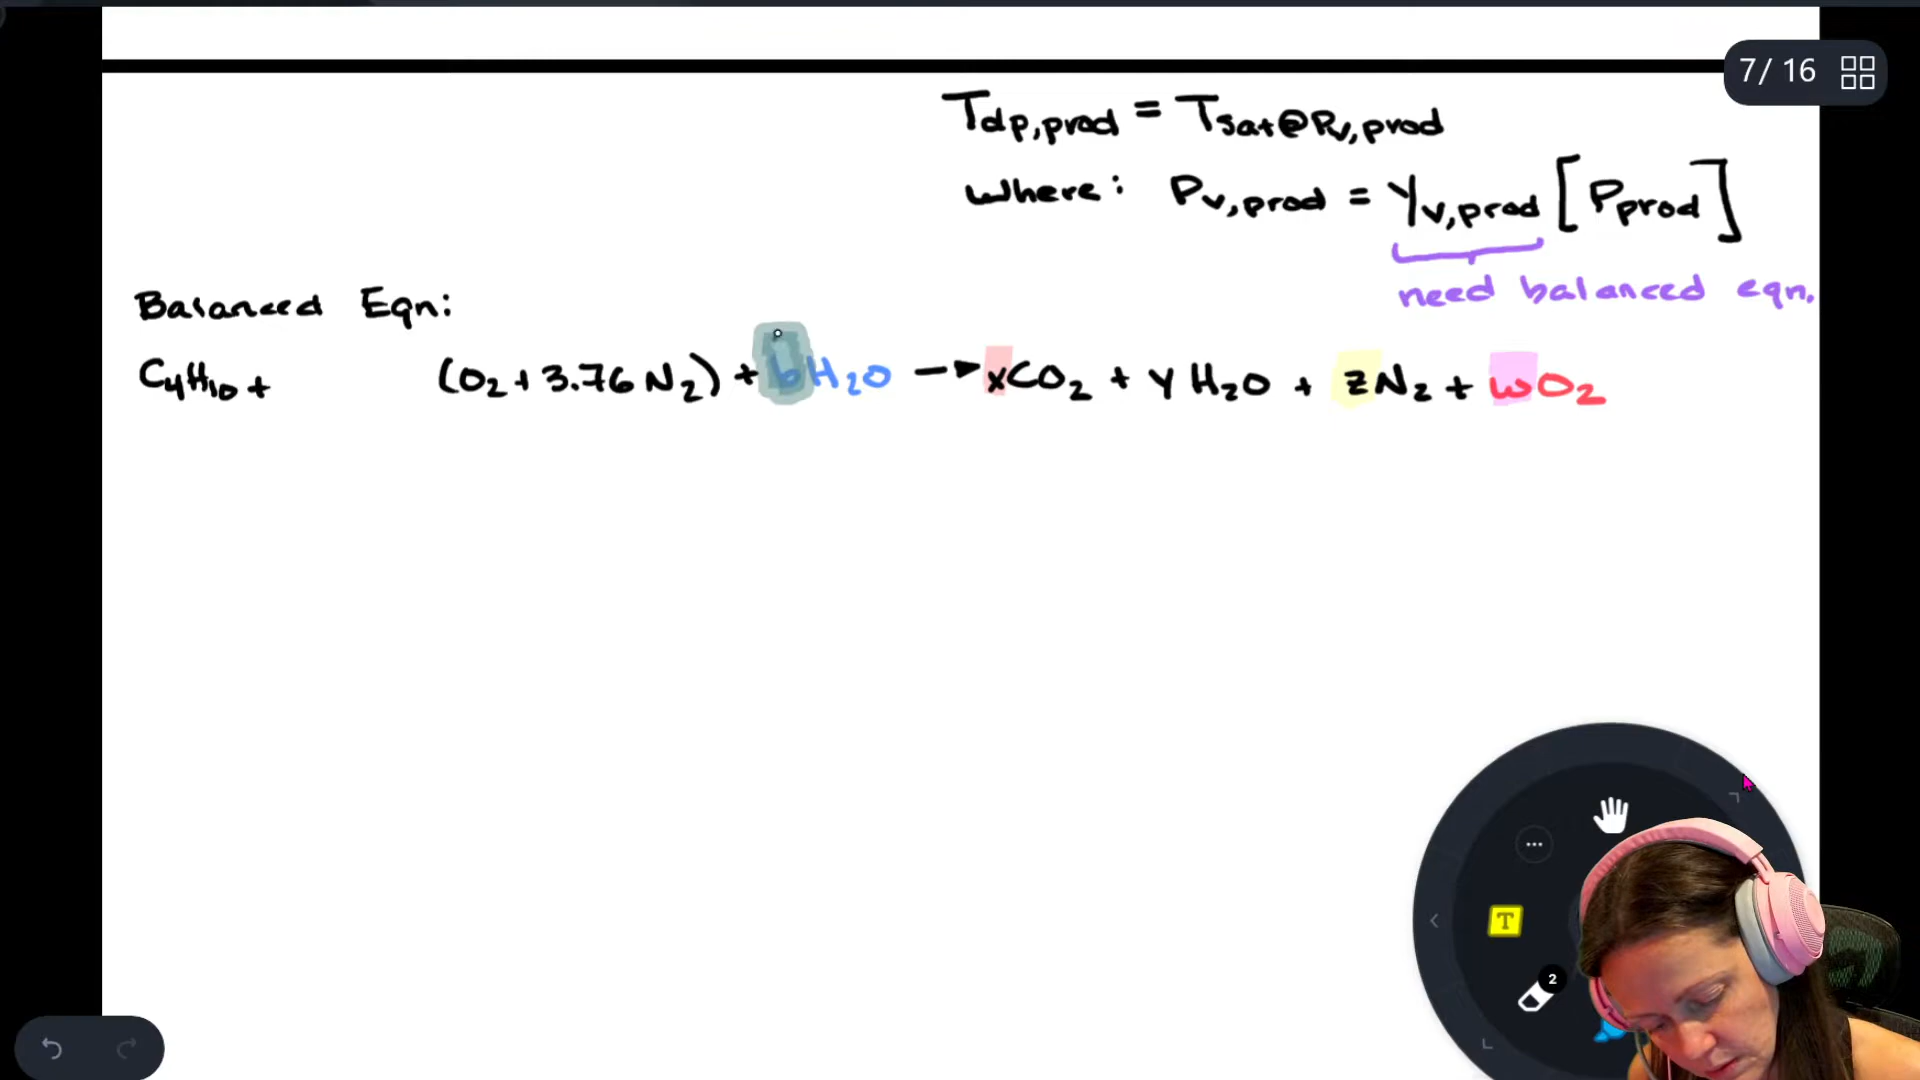 7/ 16
Tdp,prod = Tsat@Pv,prod
where: Pv,prod = yv,prod [Pprod]
need balanced eqn.
Balanced Eqn:
C4H10 + (O2 + 3.76 N2) + bH2O → xCO2 + y H2O + zN2 + wO2
T
2